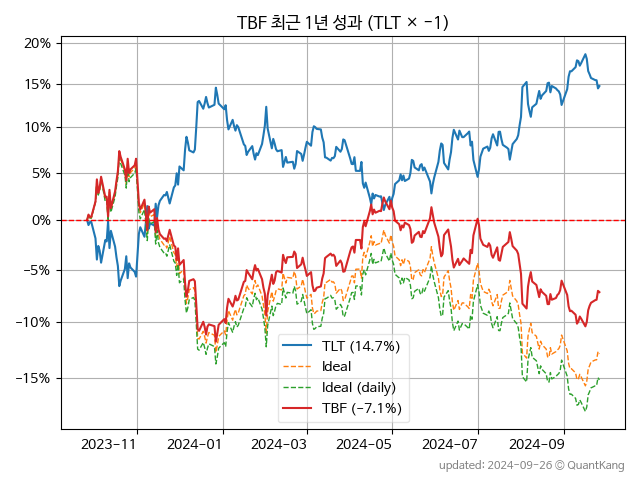 TBF 최근 1년 성과 (TLT × −1)
20%
15%
10%
5%
0%
−5%
−10%
−15%
TLT (14.7%)
Ideal
Ideal (daily)
TBF (−7.1%)
2023-11
2024-01
2024-03
2024-05
2024-07
2024-09
updated: 2024-09-26 © QuantKang